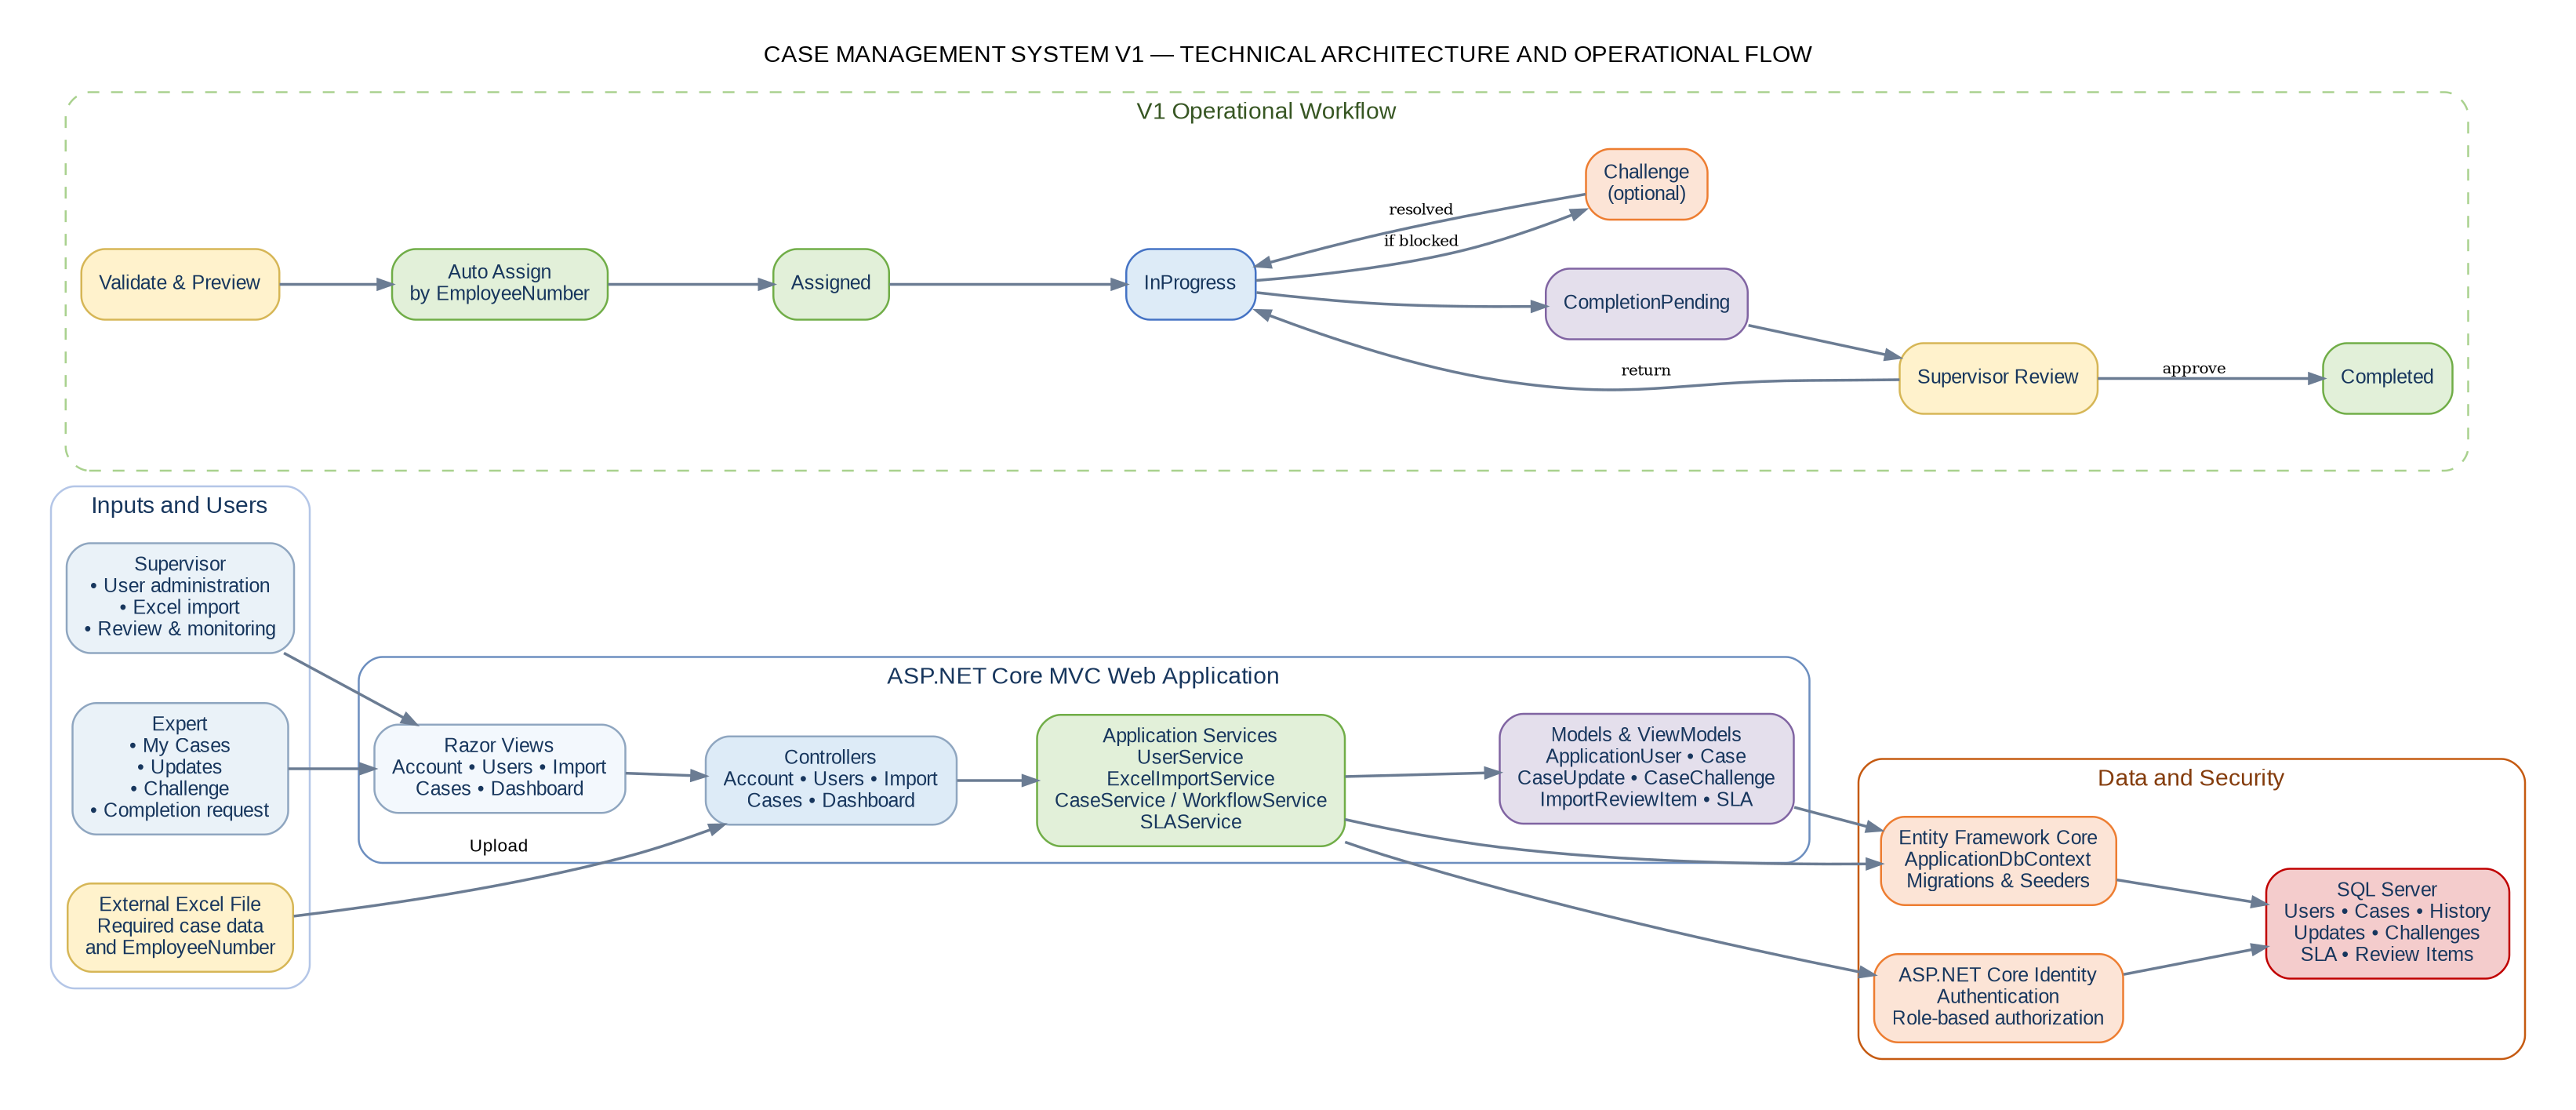 CASE MANAGEMENT SYSTEM V1 — TECHNICAL ARCHITECTURE AND OPERATIONAL FLOW
V1 Operational Workflow
Validate & Preview
Auto Assign
by EmployeeNumber
Assigned
InProgress
resolved
if blocked
Challenge
(optional)
CompletionPending
return
Supervisor Review
approve
Completed
Inputs and Users
Supervisor
• User administration
• Excel import
• Review & monitoring
Expert
• My Cases
• Updates
• Challenge
• Completion request
External Excel File
Required case data
and EmployeeNumber
Upload
ASP.NET Core MVC Web Application
Razor Views
Account • Users • Import
Cases • Dashboard
Controllers
Account • Users • Import
Cases • Dashboard
Application Services
UserService
ExcelImportService
CaseService / WorkflowService
SLAService
Models & ViewModels
ApplicationUser • Case
CaseUpdate • CaseChallenge
ImportReviewItem • SLA
Data and Security
Entity Framework Core
ApplicationDbContext
Migrations & Seeders
ASP.NET Core Identity
Authentication
Role-based authorization
SQL Server
Users • Cases • History
Updates • Challenges
SLA • Review Items